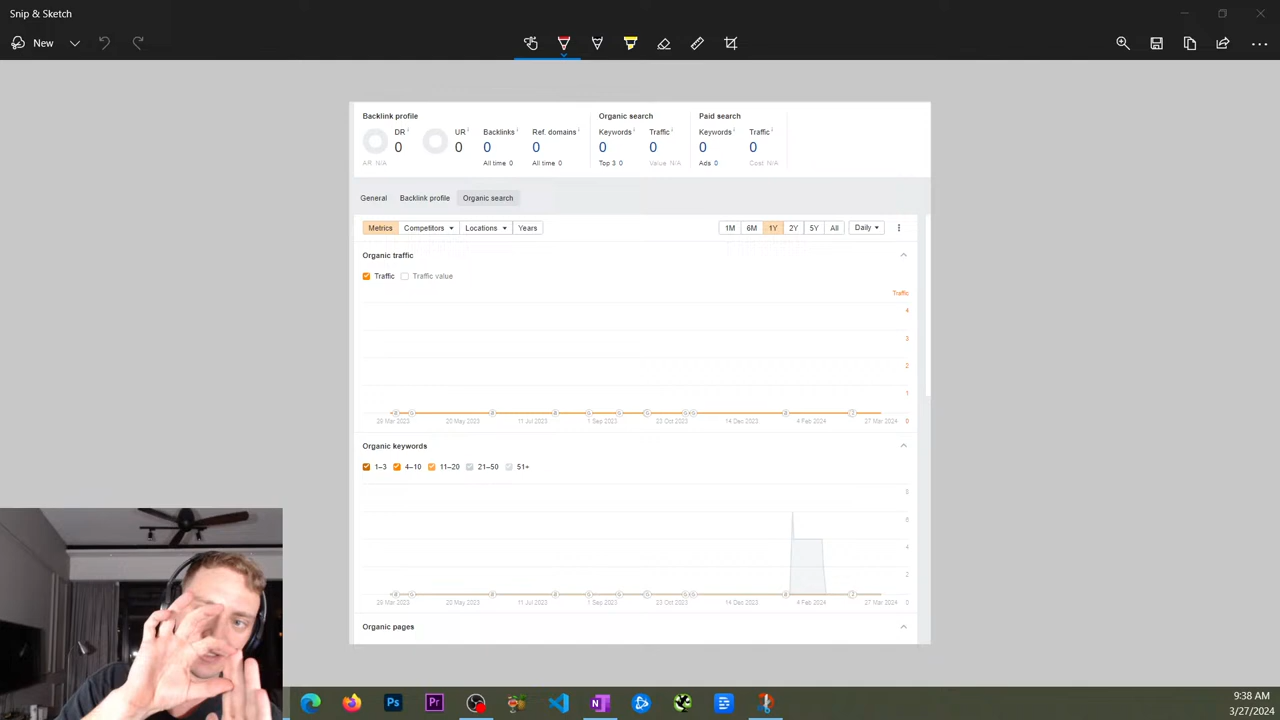 Snip & Sketch
New
Backlink profile
Organic search
Paid search
DR
UR
Backlinks
Ref. domains
Keywords
Traffic
Keywords
Traffic
0
0
0
0
0
0
0
0
AR N/A
All time 0
All time 0
Top 3 0
Value N/A
Ads 0
Cost N/A
General
Backlink profile
Organic search
Metrics
Competitors
Locations
Years
1M
6M
1Y
2Y
5Y
All
Daily
Organic traffic
Traffic
Traffic value
Traffic
4
3
2
1
0
20 May 2023
11 Jul 2023
1 Sep 2023
23 Oct 2023
14 Dec 2023
4 Feb 2024
27 Mar 2024
Organic keywords
1–3
4–10
11–20
21–50
51+
4
2
0
20 May 2023
11 Jul 2023
1 Sep 2023
23 Oct 2023
14 Dec 2023
4 Feb 2024
27 Mar 2024
Organic pages
Ps
Pr
N
9:38 AM
3/27/2024